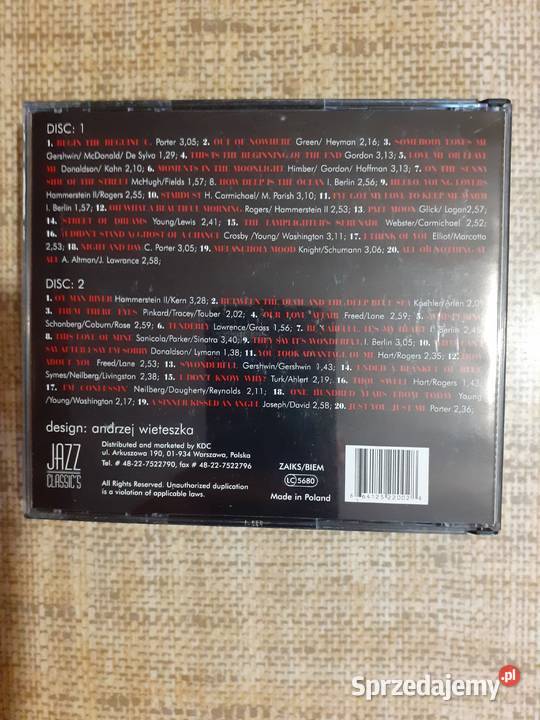 DISC: 1
1. BEGIN THE BEGUINE C. Porter 3,05; 2. OUT OF NOWHERE Green/ Heyman 2,16; 3. SOMEBODY LOVES ME
Gershwin/ McDonald/ De Sylva 1,29; 4. THIS IS THE BEGINNING OF THE END Gordon 3,13 5. LOVE ME OR LEAVE
ME Donaldson/ Kahn 2,10; 6. MOMENTS IN THE MOONLIGHT Himber/ Gordon/ Hoffman 3,13; 7. ON THE SUNNY
SIDE OF THE STREET McHugh/Fields 1,57; 8. HOW DEEP IS THE OCEAN I. Berlin 2,56; 9. HELLO YOUNG LOVERS
Hammerstein II/Rogers 2,55; 10. STARDUST H. Carmichael/ M. Parish 3,10; 11. I'VE GOT MY LOVE TO KEEP ME WARM
I. Berlin 1,57; 12. OH WHAT A BEAUTIFUL MORNING Rogers/ Hammerstein II 2,53; 13. PALE MOON Glick/ Logan2,57;
14. STREET OF DREAMS Young/Lewis 2,41; 15. THE LAMPLIGHTER'S SERENADE Webster/Carmichael 2,52;
16. I DIDN'T STAND A GHOST OF A CHANCE Crosby /Young/ Washington 3,11; 17. I THINK OF YOU Elliot/Marcotto
2,53; 18. NIGHT AND DAY C. Porter 3,05; 19. MELANCHOLY MOOD Knight/Schumann 3,06; 20. ALL OR NOTHING AT
ALL A. Altman/J. Lawrance 2,58;
DISC: 2
1. OV MAN RIVER Hammerstein II/Kern 3,28; 2. BETWEEN THE DEATH AND THE DEEP BLUE SEA Koehler/Arlen 2,09
3. THEM THERE EYES Pinkard/Tracey/Tauber 2,02; 4. OUR LOVE AFFAIR Freed/Lane 2,59; 5. WHISPERING
Schonberg/Coburn/Rose 2,59; 6. TENDERLY Lawrence/Gross 1,56; 7. BE CAREFUL, IT'S MY HEART I. Berlin 2,45
8. THIS LOVE OF MINE Sanicola/Parker/Sinatra 3,40; 9. THEY SAY IT'S WONDERFUL I. Berlin 3,05; 10.
SAY AFTER I SAY I'M SORRY Donaldson/ Lyman 1,38; 11. YOU TOOK ADVANTAGE OF ME Hart/Rogers 2,35; 12.
ABOUT YOU Freed/Lane 2,53; 13. S'WONDERFUL Gershwin/Gershwin 1,43; 14. UNDER A BLANKET OF BLUE
Symes/Neilberg/Livingston 2,38; 15. I DON'T KNOW WHY? Turk/Ahlert 2,19; 16. THOU SWELL Hart/Rogers 1,43;
17. I'M CONFESSIN' Neilberg/Daugherty/Reynolds 2,11; 18. ONE HUNDRED YEARS FROM TODAY Young
/Young/Washington 2,17; 19. A SINNER KISSED AN ANGEL Joseph/David 2,58; 20. JUST YOU JUST ME Porter 2,36;
design: andrzej wieteszka
JAZZ
CLASSIC'S
Distributed and marketed by KDC
ul. Arkuszowa 190, 01-934 Warszawa, Polska
Tel. # 48-22-7522790, fax # 48-22-7522796
All Rights Reserved. Unauthorized duplication
is a violation of applicable laws.
ZAIKS/BIEM
LC 5680
Made in Poland
Sprzedajemy.pl